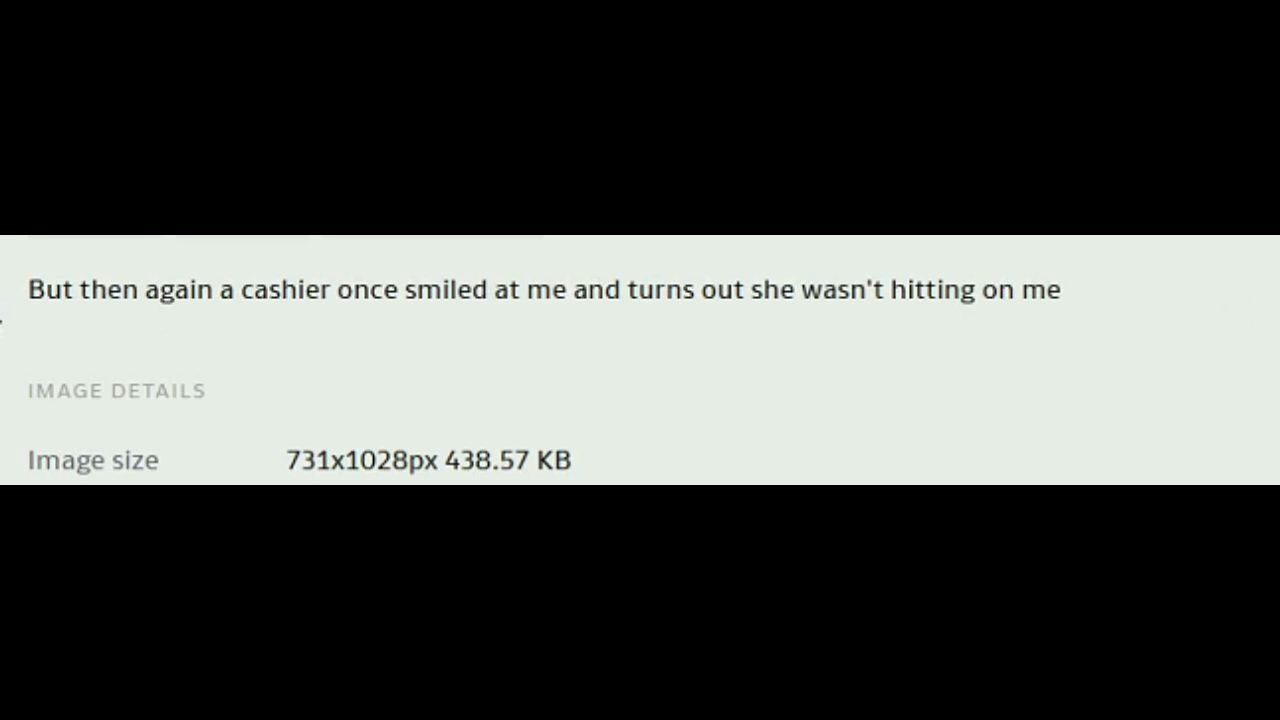 But then again a cashier once smiled at me and turns out she wasn't hitting on me
IMAGE DETAILS
Image size 731x1028px 438.57 KB